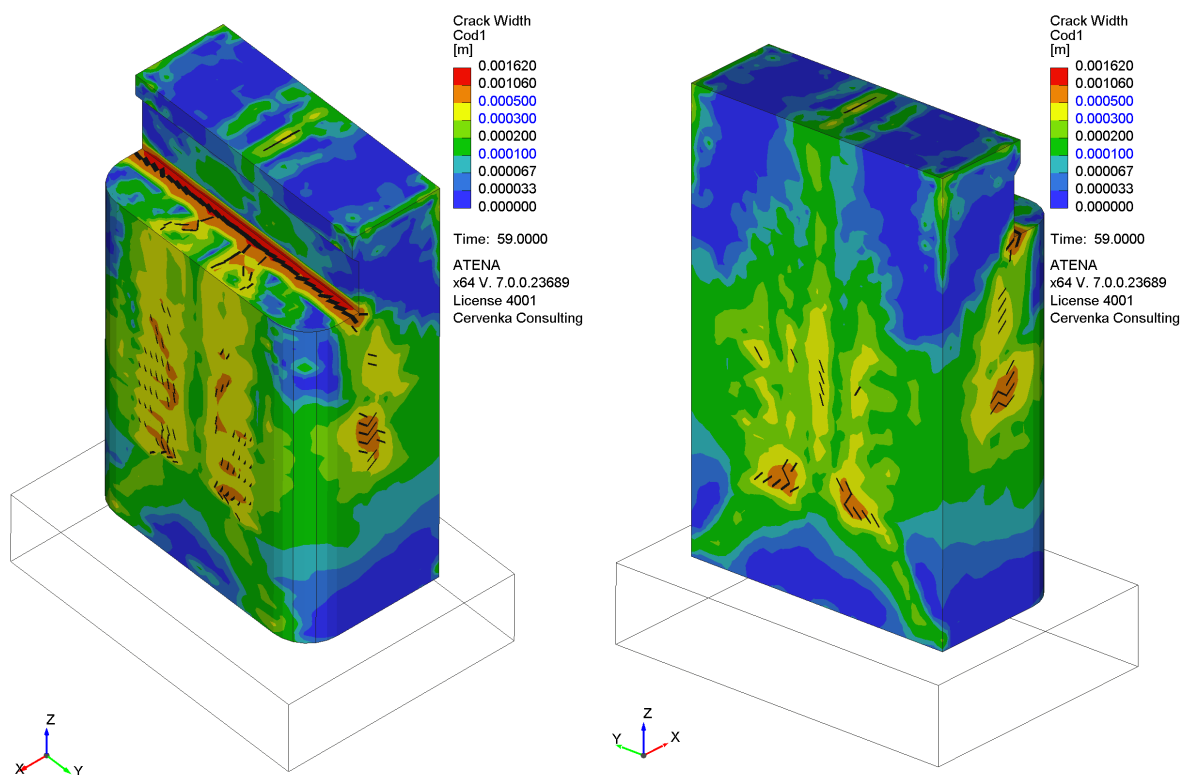 Crack Width
Cod1
[m]
0.001620
0.001060
0.000500
0.000300
0.000200
0.000100
0.000067
0.000033
0.000000
Time: 59.0000
ATENA
x64 V. 7.0.0.23689
License 4001
Cervenka Consulting
Z
X
Y
Crack Width
Cod1
[m]
0.001620
0.001060
0.000500
0.000300
0.000200
0.000100
0.000067
0.000033
0.000000
Time: 59.0000
ATENA
x64 V. 7.0.0.23689
License 4001
Cervenka Consulting
Z
Y
X